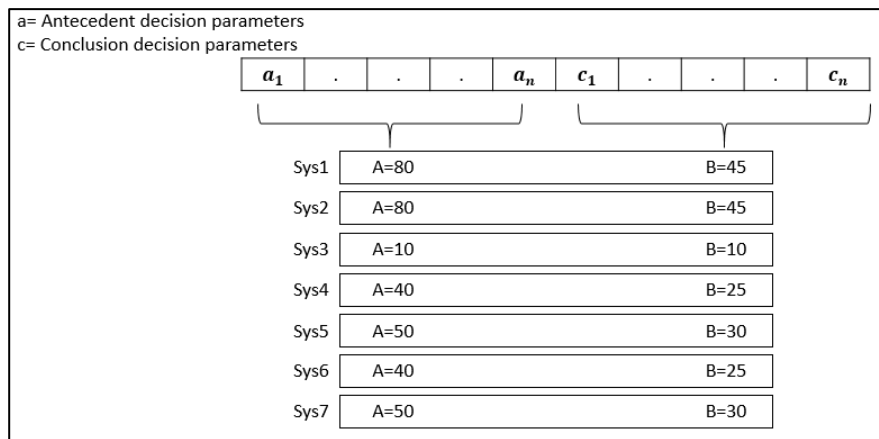 a= Antecedent decision parameters
c= Conclusion decision parameters
a₁ . . . aₙ c₁ . . . cₙ
Sys1 A=80 B=45
Sys2 A=80 B=45
Sys3 A=10 B=10
Sys4 A=40 B=25
Sys5 A=50 B=30
Sys6 A=40 B=25
Sys7 A=50 B=30